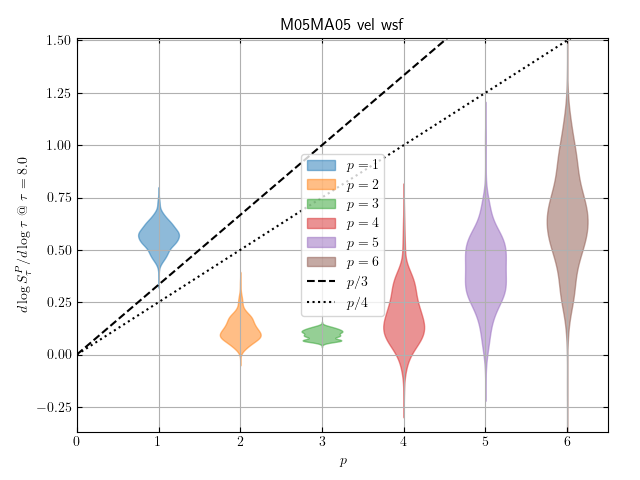 M05MA05 vel wsf
d log S_τ^P / d log τ @ τ = 8.0
1.50
1.25
1.00
0.75
0.50
0.25
0.00
−0.25
p = 1
p = 2
p = 3
p = 4
p = 5
p = 6
p/3
p/4
0 1 2 3 4 5 6
p